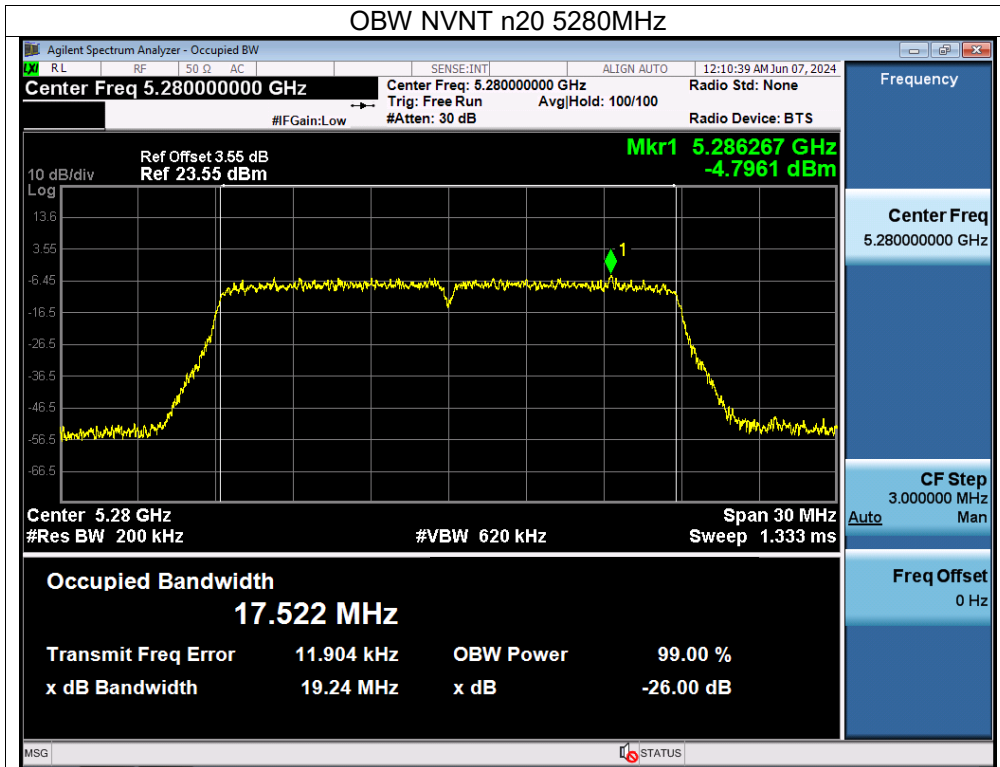 OBW NVNT n20 5280MHz
Agilent Spectrum Analyzer - Occupied BW
LXI RL RF 50 Ω AC SENSE:INT ALIGN AUTO 12:10:39 AM Jun 07, 2024
Center Freq 5.280000000 GHz
Center Freq: 5.280000000 GHz
Radio Std: None
Trig: Free Run Avg|Hold: 100/100
#IFGain:Low
#Atten: 30 dB
Radio Device: BTS
Mkr1 5.286267 GHz
-4.7961 dBm
Ref Offset 3.55 dB
10 dB/div Ref 23.55 dBm
Log
13.6
3.55
-6.45
-16.5
-26.5
-36.5
-46.5
-56.5
-66.5
1
Center 5.28 GHz
Span 30 MHz
#Res BW 200 kHz
#VBW 620 kHz
Sweep 1.333 ms
Occupied Bandwidth
17.522 MHz
Transmit Freq Error 11.904 kHz OBW Power 99.00 %
x dB Bandwidth 19.24 MHz x dB -26.00 dB
Frequency
Center Freq
5.280000000 GHz
CF Step
3.000000 MHz
Auto Man
Freq Offset
0 Hz
MSG STATUS